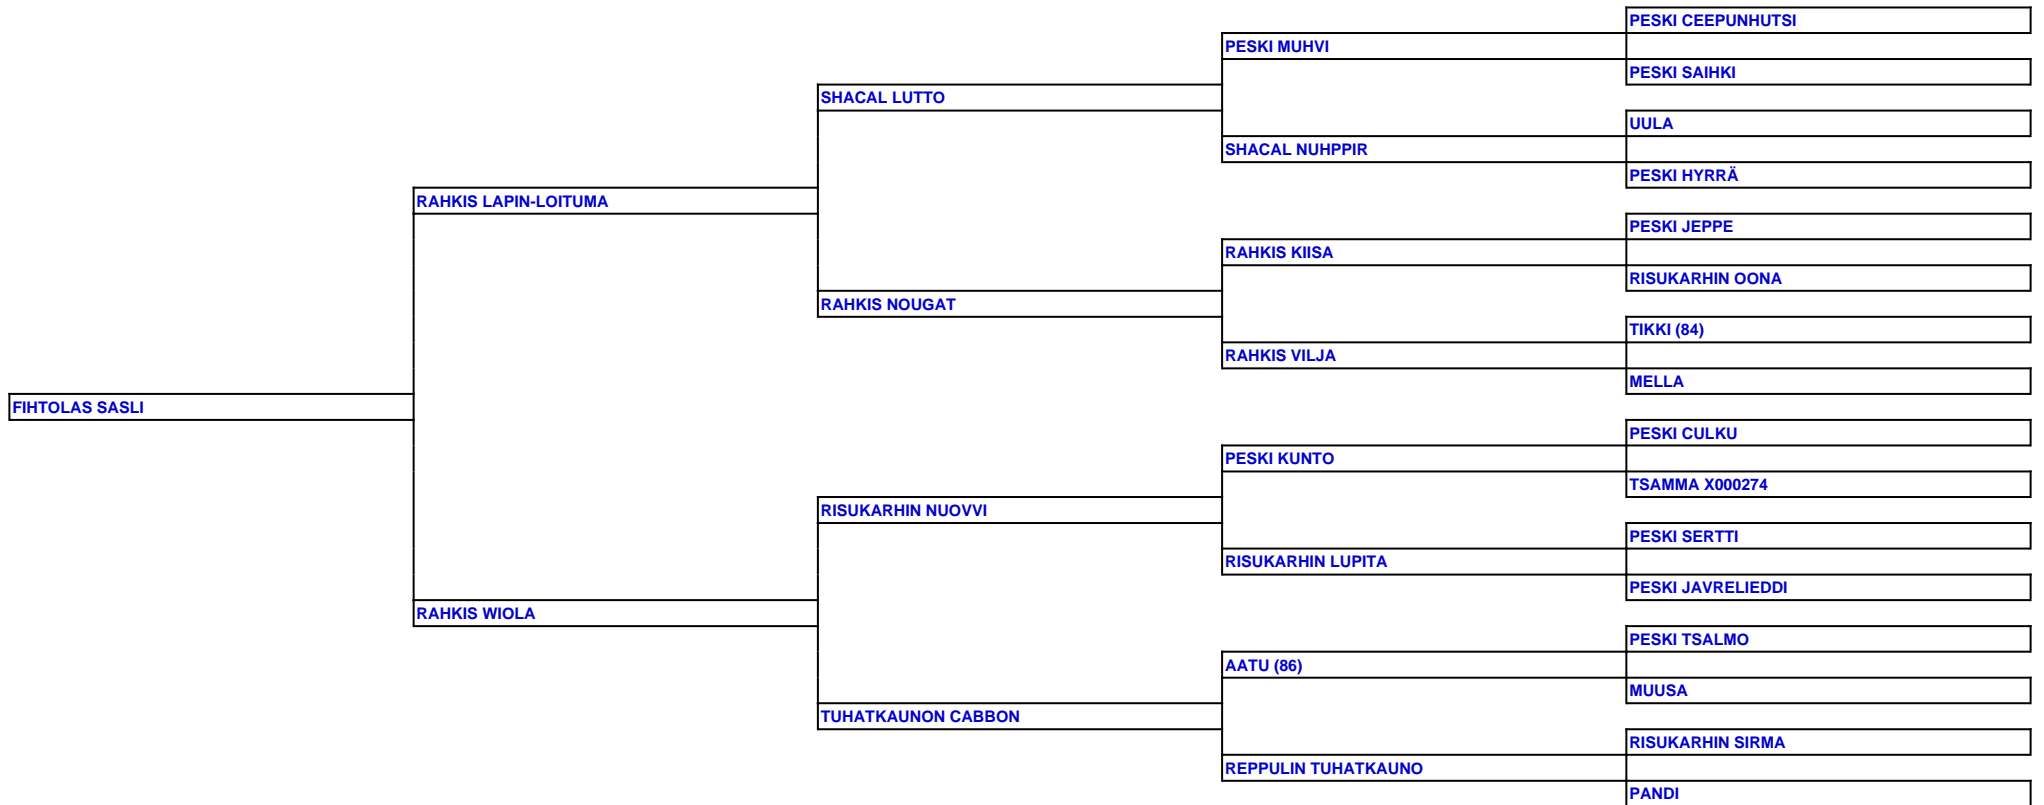 PESKI CEEPUNHUTSI
PESKI MUHVI
PESKI SAIHKI
SHACAL LUTTO
UULA
SHACAL NUHPPIR
PESKI HYRRÄ
RAHKIS LAPIN-LOITUMA
PESKI JEPPE
RAHKIS KIISA
RISUKARHIN OONA
RAHKIS NOUGAT
TIKKI (84)
RAHKIS VILJA
MELLA
FIHTOLAS SASLI
PESKI CULKU
PESKI KUNTO
TSAMMA X000274
RISUKARHIN NUOVVI
PESKI SERTTI
RISUKARHIN LUPITA
PESKI JAVRELIEDDI
RAHKIS WIOLA
PESKI TSALMO
AATU (86)
MUUSA
TUHATKAUNON CABBON
RISUKARHIN SIRMA
REPPULIN TUHATKAUNO
PANDI